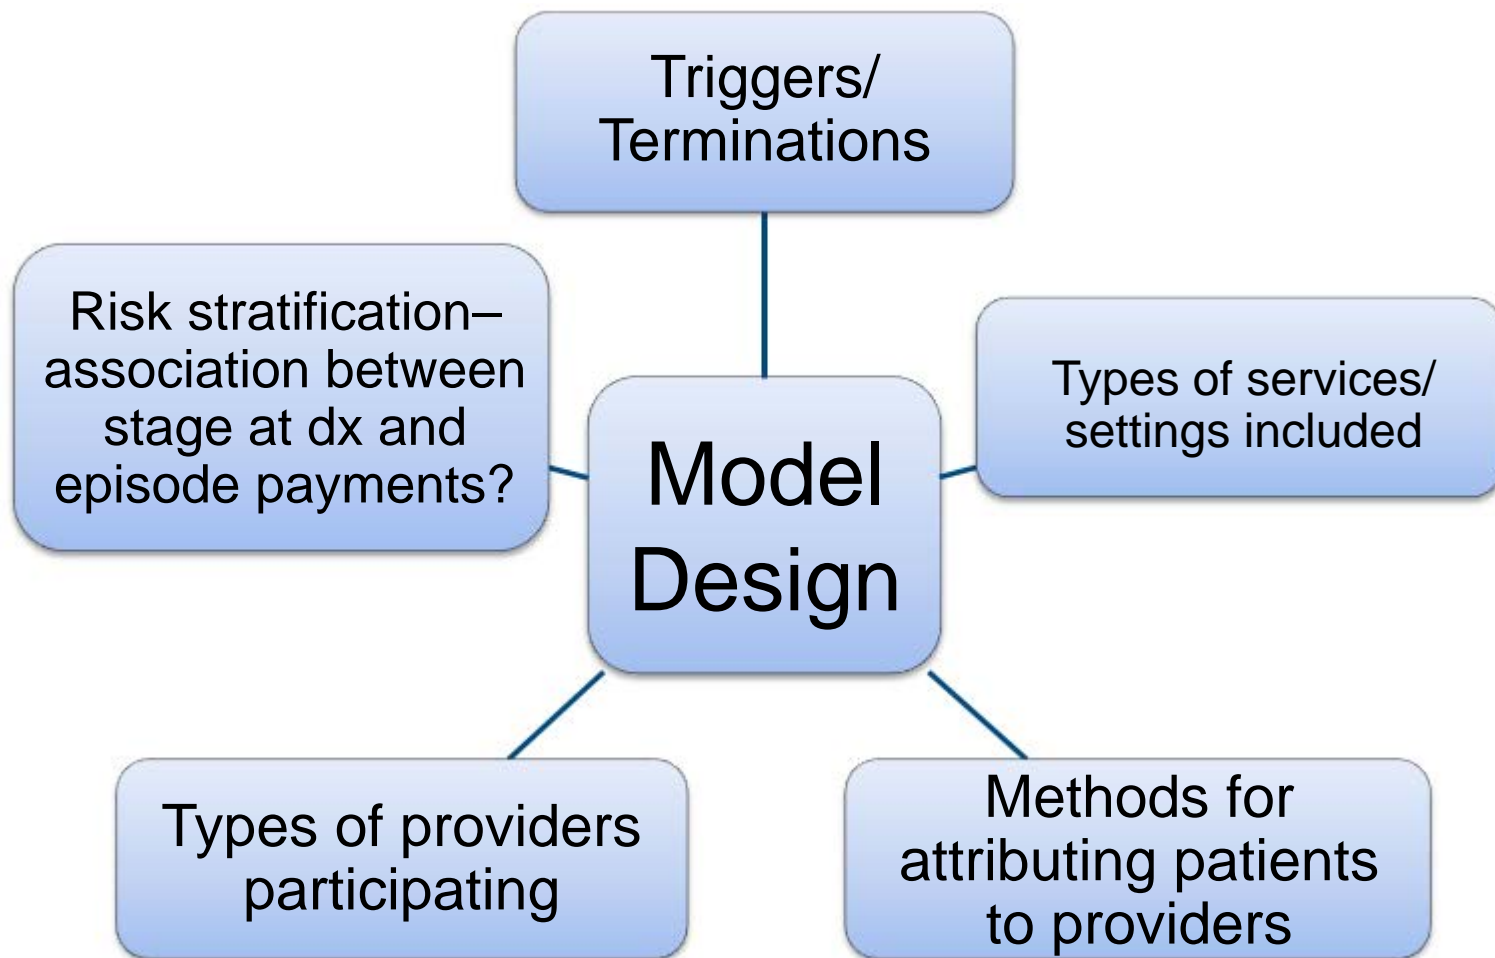 Triggers/
Terminations
Risk stratification–
association between
stage at dx and
episode payments?
Types of services/
settings included
Model
Design
Types of providers
participating
Methods for
attributing patients
to providers